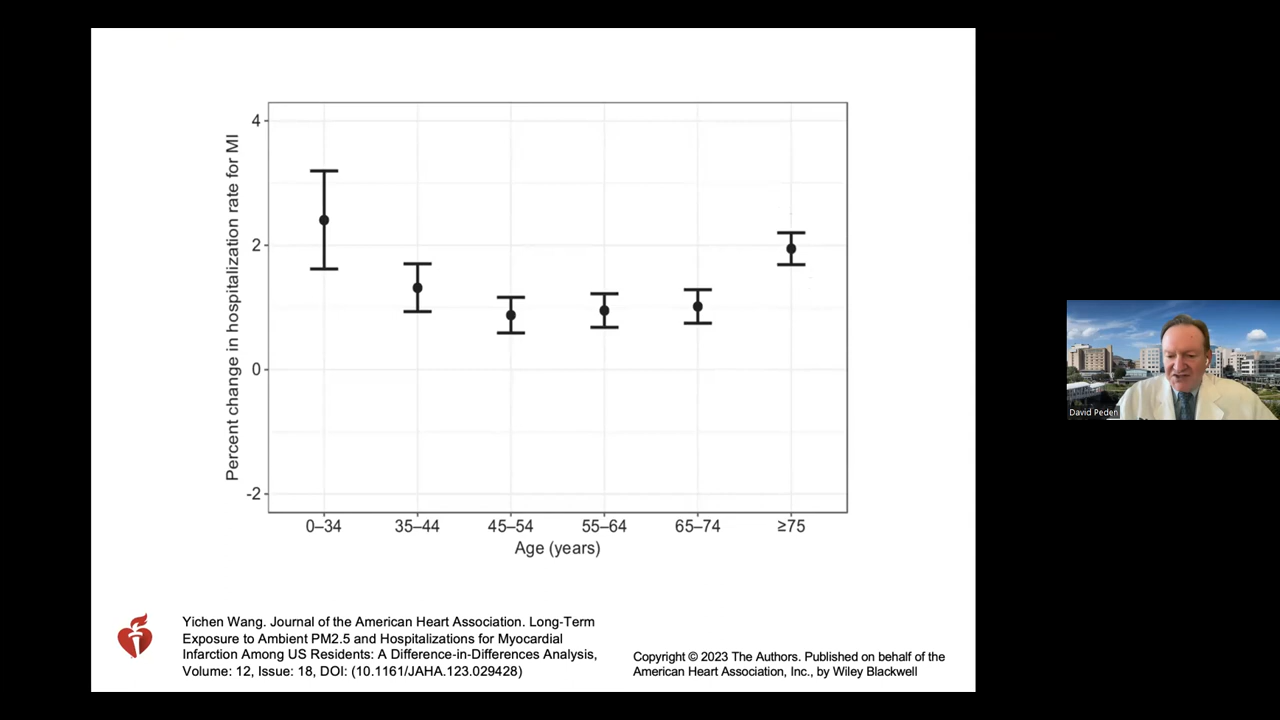 Percent change in hospitalization rate for MI
4
2
0
-2
0–34
35–44
45–54
55–64
65–74
≥75
Age (years)
Yichen Wang. Journal of the American Heart Association. Long-Term
Exposure to Ambient PM2.5 and Hospitalizations for Myocardial
Infarction Among US Residents: A Difference-in-Differences Analysis,
Volume: 12, Issue: 18, DOI: (10.1161/JAHA.123.029428)
Copyright © 2023 The Authors. Published on behalf of the
American Heart Association, Inc., by Wiley Blackwell
David Peden